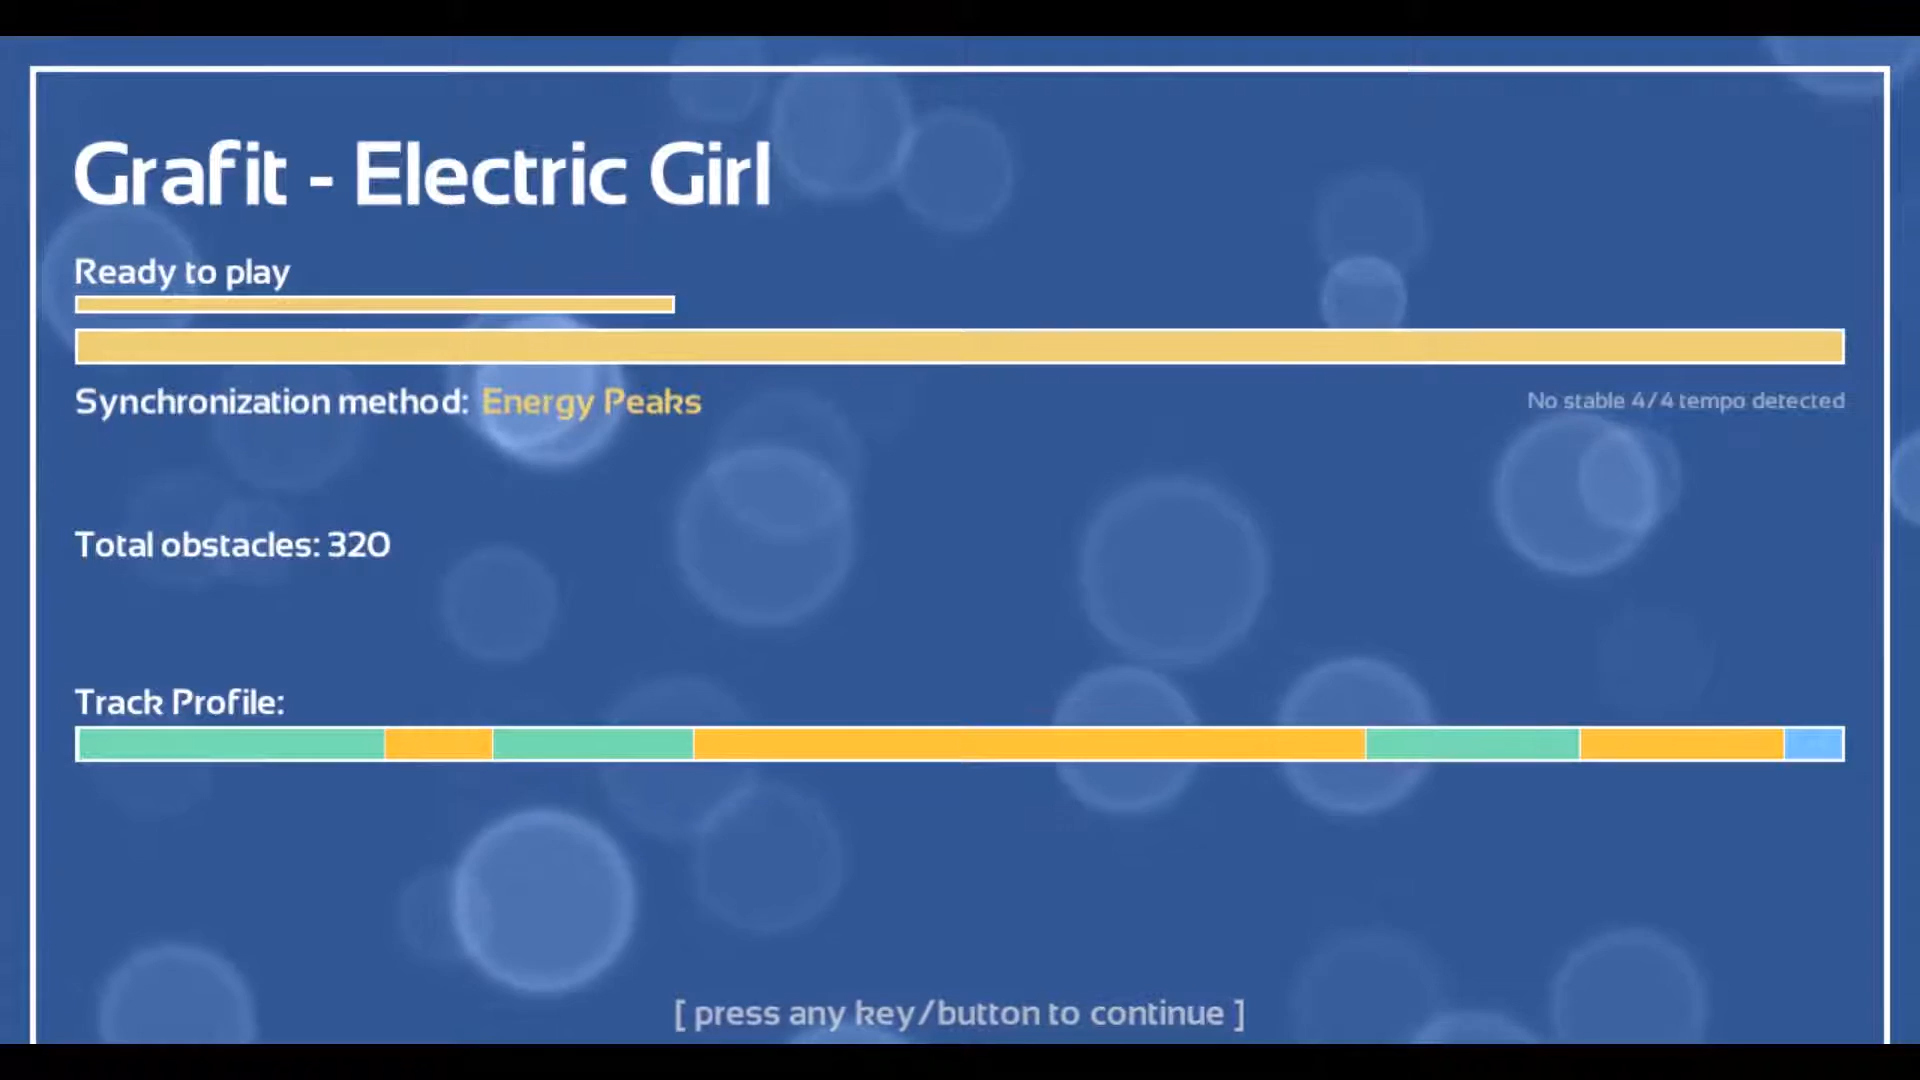 Grafit - Electric Girl
Ready to play
Synchronization method: Energy Peaks
No stable 4/4 tempo detected
Total obstacles: 320
Track Profile:
[ press any key/button to continue ]